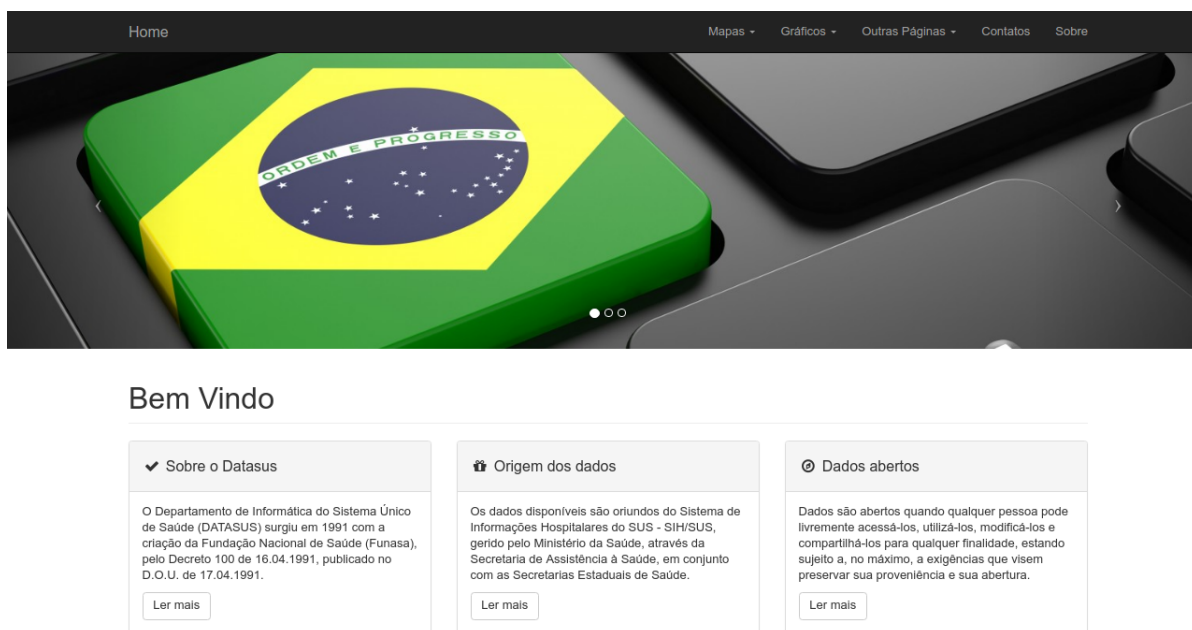 Home
Mapas
Gráficos
Outras Páginas
Contatos
Sobre
ORDEM E PROGRESSO
Bem Vindo
Sobre o Datasus
O Departamento de Informática do Sistema Único
de Saúde (DATASUS) surgiu em 1991 com a
criação da Fundação Nacional de Saúde (Funasa),
pelo Decreto 100 de 16.04.1991, publicado no
D.O.U. de 17.04.1991.
Ler mais
Origem dos dados
Os dados disponíveis são oriundos do Sistema de
Informações Hospitalares do SUS - SIH/SUS,
gerido pelo Ministério da Saúde, através da
Secretaria de Assistência à Saúde, em conjunto
com as Secretarias Estaduais de Saúde.
Ler mais
Dados abertos
Dados são abertos quando qualquer pessoa pode
livremente acessá-los, utilizá-los, modificá-los e
compartilhá-los para qualquer finalidade, estando
sujeito a, no máximo, a exigências que visem
preservar sua proveniência e sua abertura.
Ler mais